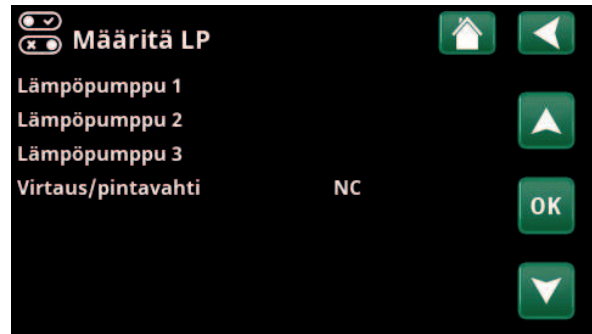 Määritä LP
Lämpöpumppu 1
Lämpöpumppu 2
Lämpöpumppu 3
Virtaus/pintavahti NC
OK